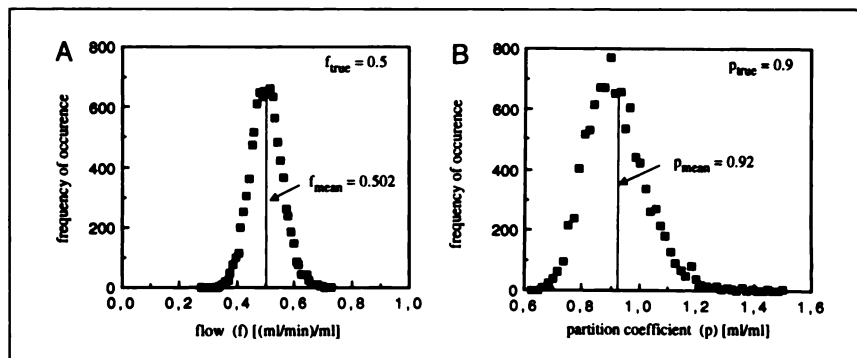 A
f_true = 0.5
f_mean = 0.502
frequency of occurence
800
600
400
200
0
0,0 0,2 0,4 0,6 0,8 1,0
flow (f) [(ml/min)/ml]
B
p_true = 0.9
p_mean = 0.92
frequency of occurence
800
600
400
200
0
0,6 0,8 1,0 1,2 1,4 1,6
partition coefficient (p) [ml/ml]